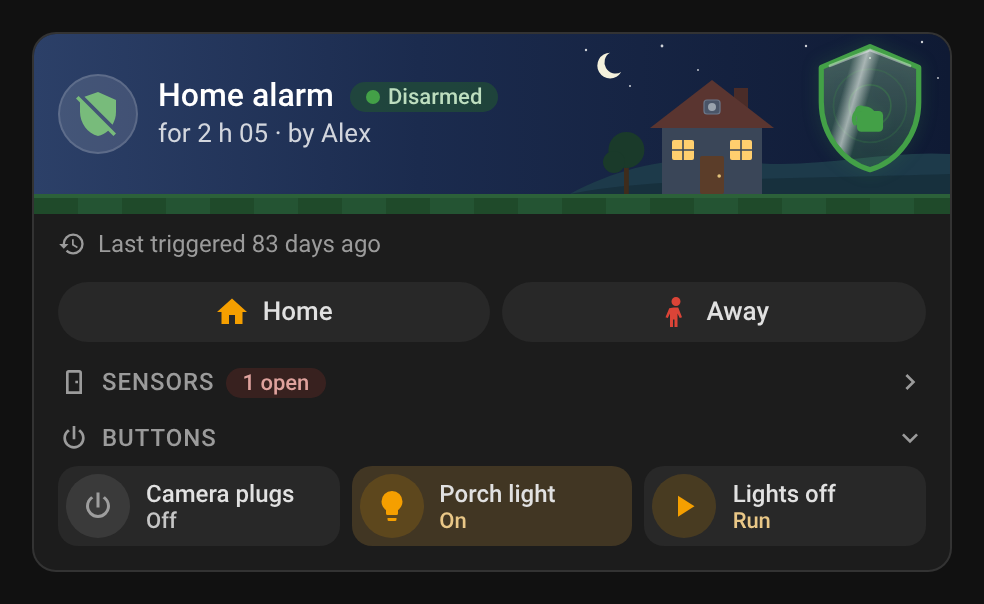 Home alarm Disarmed
for 2 h 05 · by Alex
Last triggered 83 days ago
Home Away
SENSORS 1 open
BUTTONS
Camera plugs
Off
Porch light
On
Lights off
Run